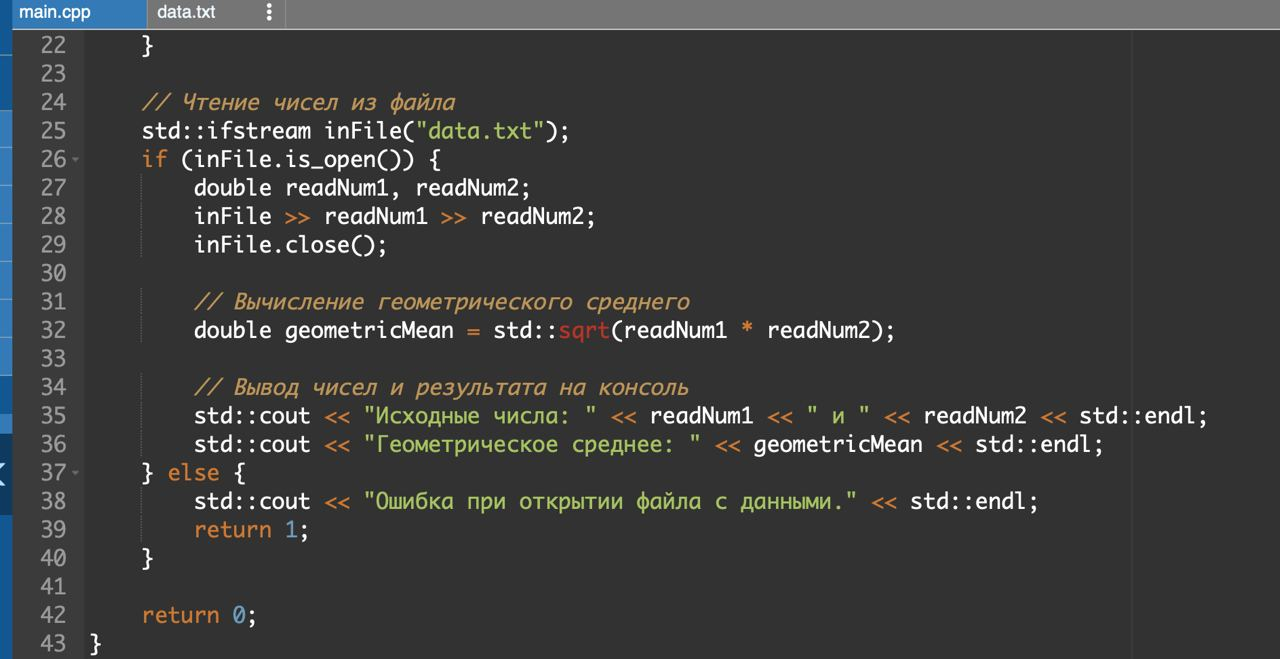 main.cpp data.txt
22 }
23
24 // Чтение чисел из файла
25 std::ifstream inFile("data.txt");
26 if (inFile.is_open()) {
27 double readNum1, readNum2;
28 inFile >> readNum1 >> readNum2;
29 inFile.close();
30
31 // Вычисление геометрического среднего
32 double geometricMean = std::sqrt(readNum1 * readNum2);
33
34 // Вывод чисел и результата на консоль
35 std::cout << "Исходные числа: " << readNum1 << " и " << readNum2 << std::endl;
36 std::cout << "Геометрическое среднее: " << geometricMean << std::endl;
37 } else {
38 std::cout << "Ошибка при открытии файла с данными." << std::endl;
39 return 1;
40 }
41
42 return 0;
43 }